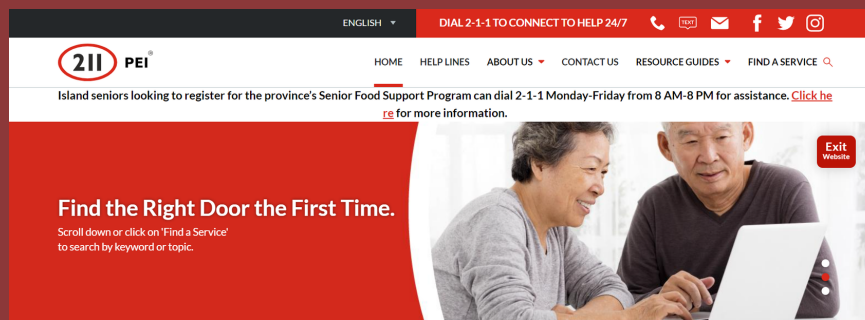 ENGLISH
DIAL 2-1-1 TO CONNECT TO HELP 24/7
TEXT
211 PEI®
HOME HELP LINES ABOUT US CONTACT US RESOURCE GUIDES FIND A SERVICE
Island seniors looking to register for the province's Senior Food Support Program can dial 2-1-1 Monday-Friday from 8 AM-8 PM for assistance. Click he
re for more information.
Exit
Website
Find the Right Door the First Time.
Scroll down or click on 'Find a Service'
to search by keyword or topic.